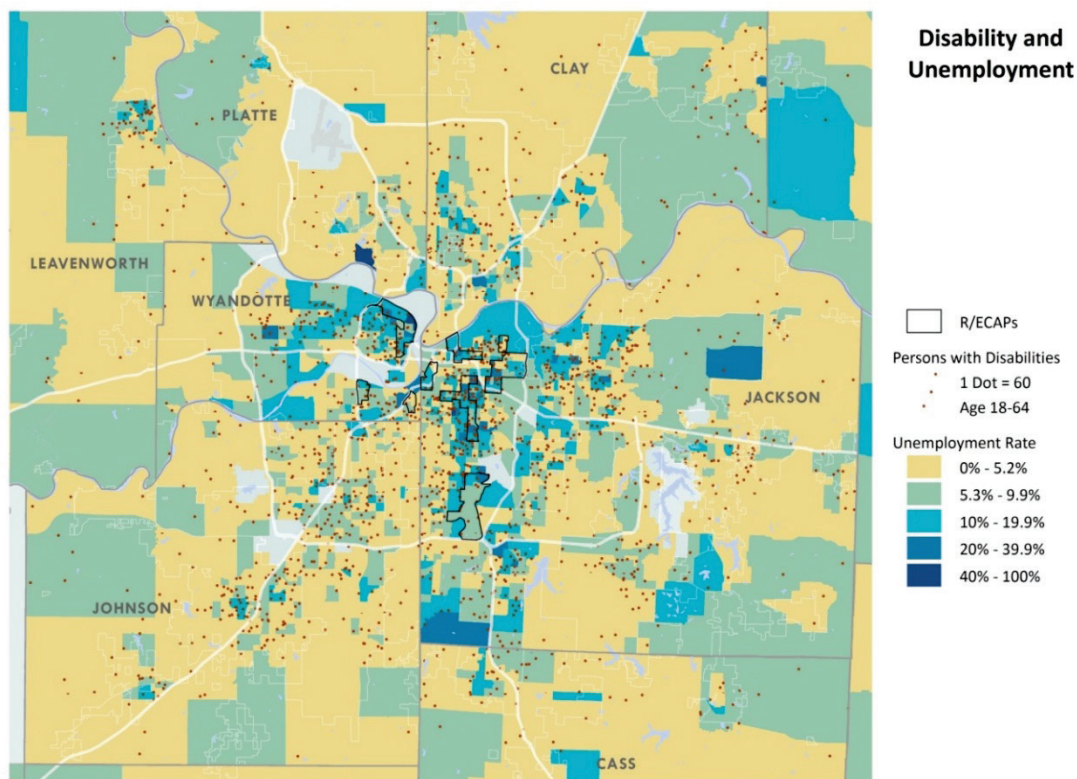 Disability and
Unemployment
CLAY
PLATTE
LEAVENWORTH
WYANDOTTE
JACKSON
JOHNSON
CASS
R/ECAPs
Persons with Disabilities
1 Dot = 60
Age 18-64
Unemployment Rate
0% - 5.2%
5.3% - 9.9%
10% - 19.9%
20% - 39.9%
40% - 100%